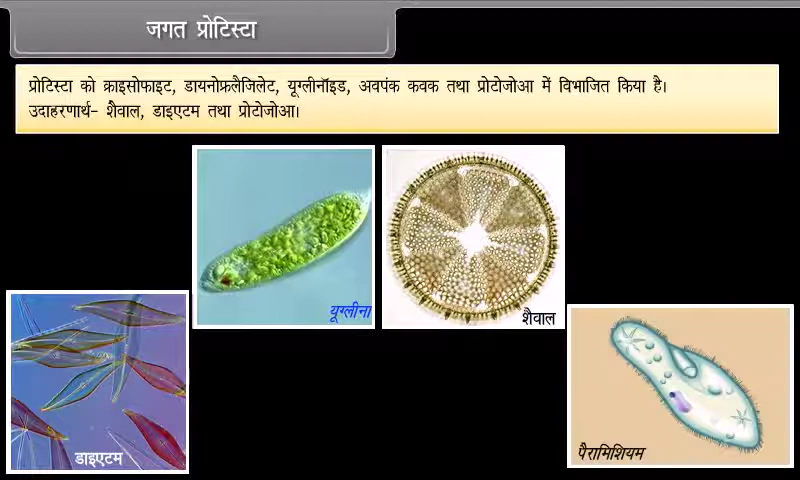 जगत प्रोटिस्टा
प्रोटिस्टा को क्राइसोफाइट, डायनोफ्लैजिलेट, यूग्लीनॉइड, अवपंक कवक तथा प्रोटोजोआ में विभाजित किया है।
उदाहरणार्थ- शैवाल, डाइएटम तथा प्रोटोजोआ।
यूग्लीना
शैवाल
डाइएटम
पैरामिशियम